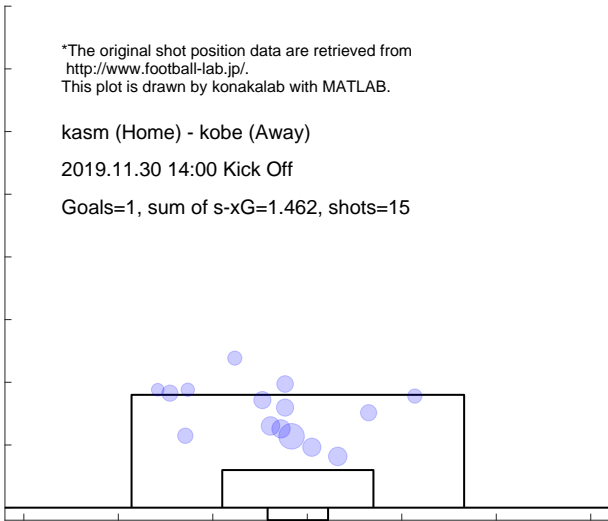 *The original shot position data are retrieved from
http://www.football-lab.jp/.
This plot is drawn by konakalab with MATLAB.
kasm (Home) - kobe (Away)
2019.11.30 14:00 Kick Off
Goals=1, sum of s-xG=1.462, shots=15